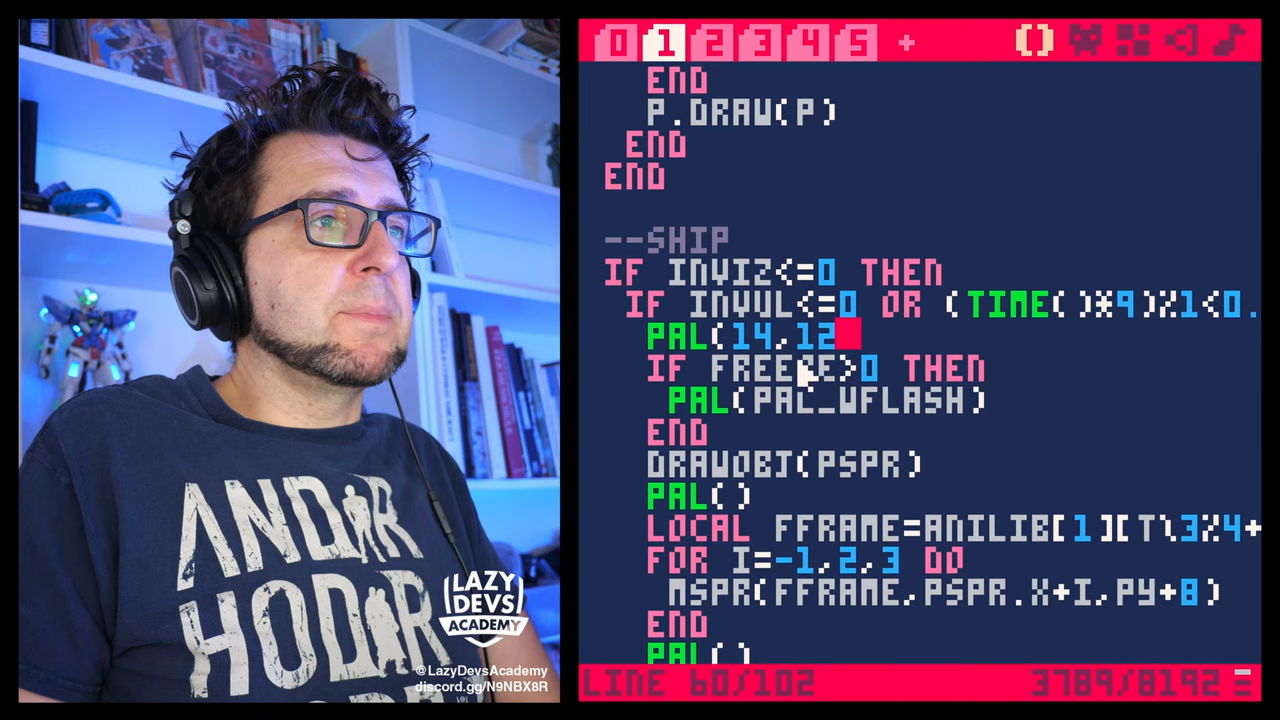 ANDOR
HODOR
LAZY
DEVS
ACADEMY
@LazyDevsAcademy
discord.gg/N9NBX8R
0 1 2 3 4 5 +
END
P.DRAW(P)
END
END
--SHIP
IF INVIZ<=0 THEN
IF INVUL<=0 OR (TIME()*9)%1<0.
PAL(14,12
IF FREEZE>0 THEN
PAL(PAL_WFLASH)
END
DRAWOBJ(PSPR)
PAL()
LOCAL FFRAME=ANILIB[1][T\3%4+
FOR I=-1,2,3 DO
MSPR(FFRAME,PSPR.X+I,PY+8)
END
PAL()
LINE 60/102
3789/8192